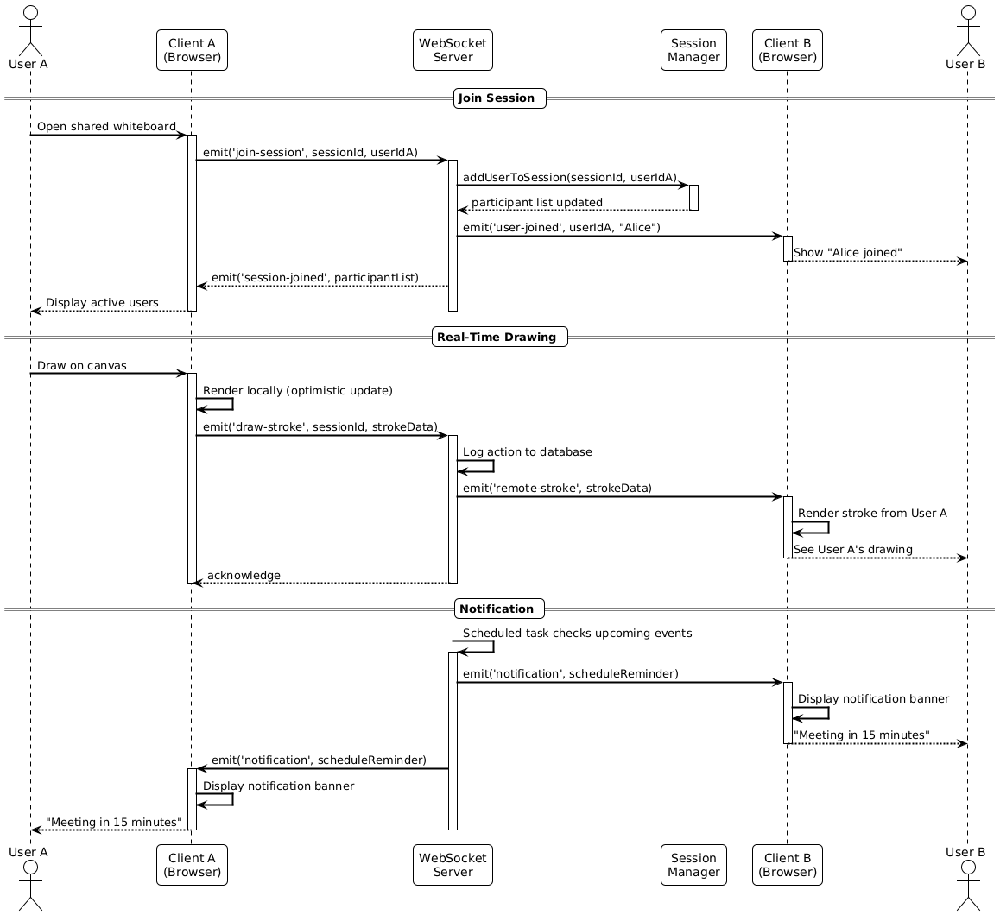 User A
Client A
(Browser)
WebSocket
Server
Session
Manager
Client B
(Browser)
User B
Join Session
Open shared whiteboard
emit('join-session', sessionId, userIdA)
addUserToSession(sessionId, userIdA)
participant list updated
emit('user-joined', userIdA, "Alice")
Show "Alice joined"
emit('session-joined', participantList)
Display active users
Real-Time Drawing
Draw on canvas
Render locally (optimistic update)
emit('draw-stroke', sessionId, strokeData)
Log action to database
emit('remote-stroke', strokeData)
Render stroke from User A
See User A's drawing
acknowledge
Notification
Scheduled task checks upcoming events
emit('notification', scheduleReminder)
Display notification banner
"Meeting in 15 minutes"
emit('notification', scheduleReminder)
Display notification banner
"Meeting in 15 minutes"
User A
Client A
(Browser)
WebSocket
Server
Session
Manager
Client B
(Browser)
User B